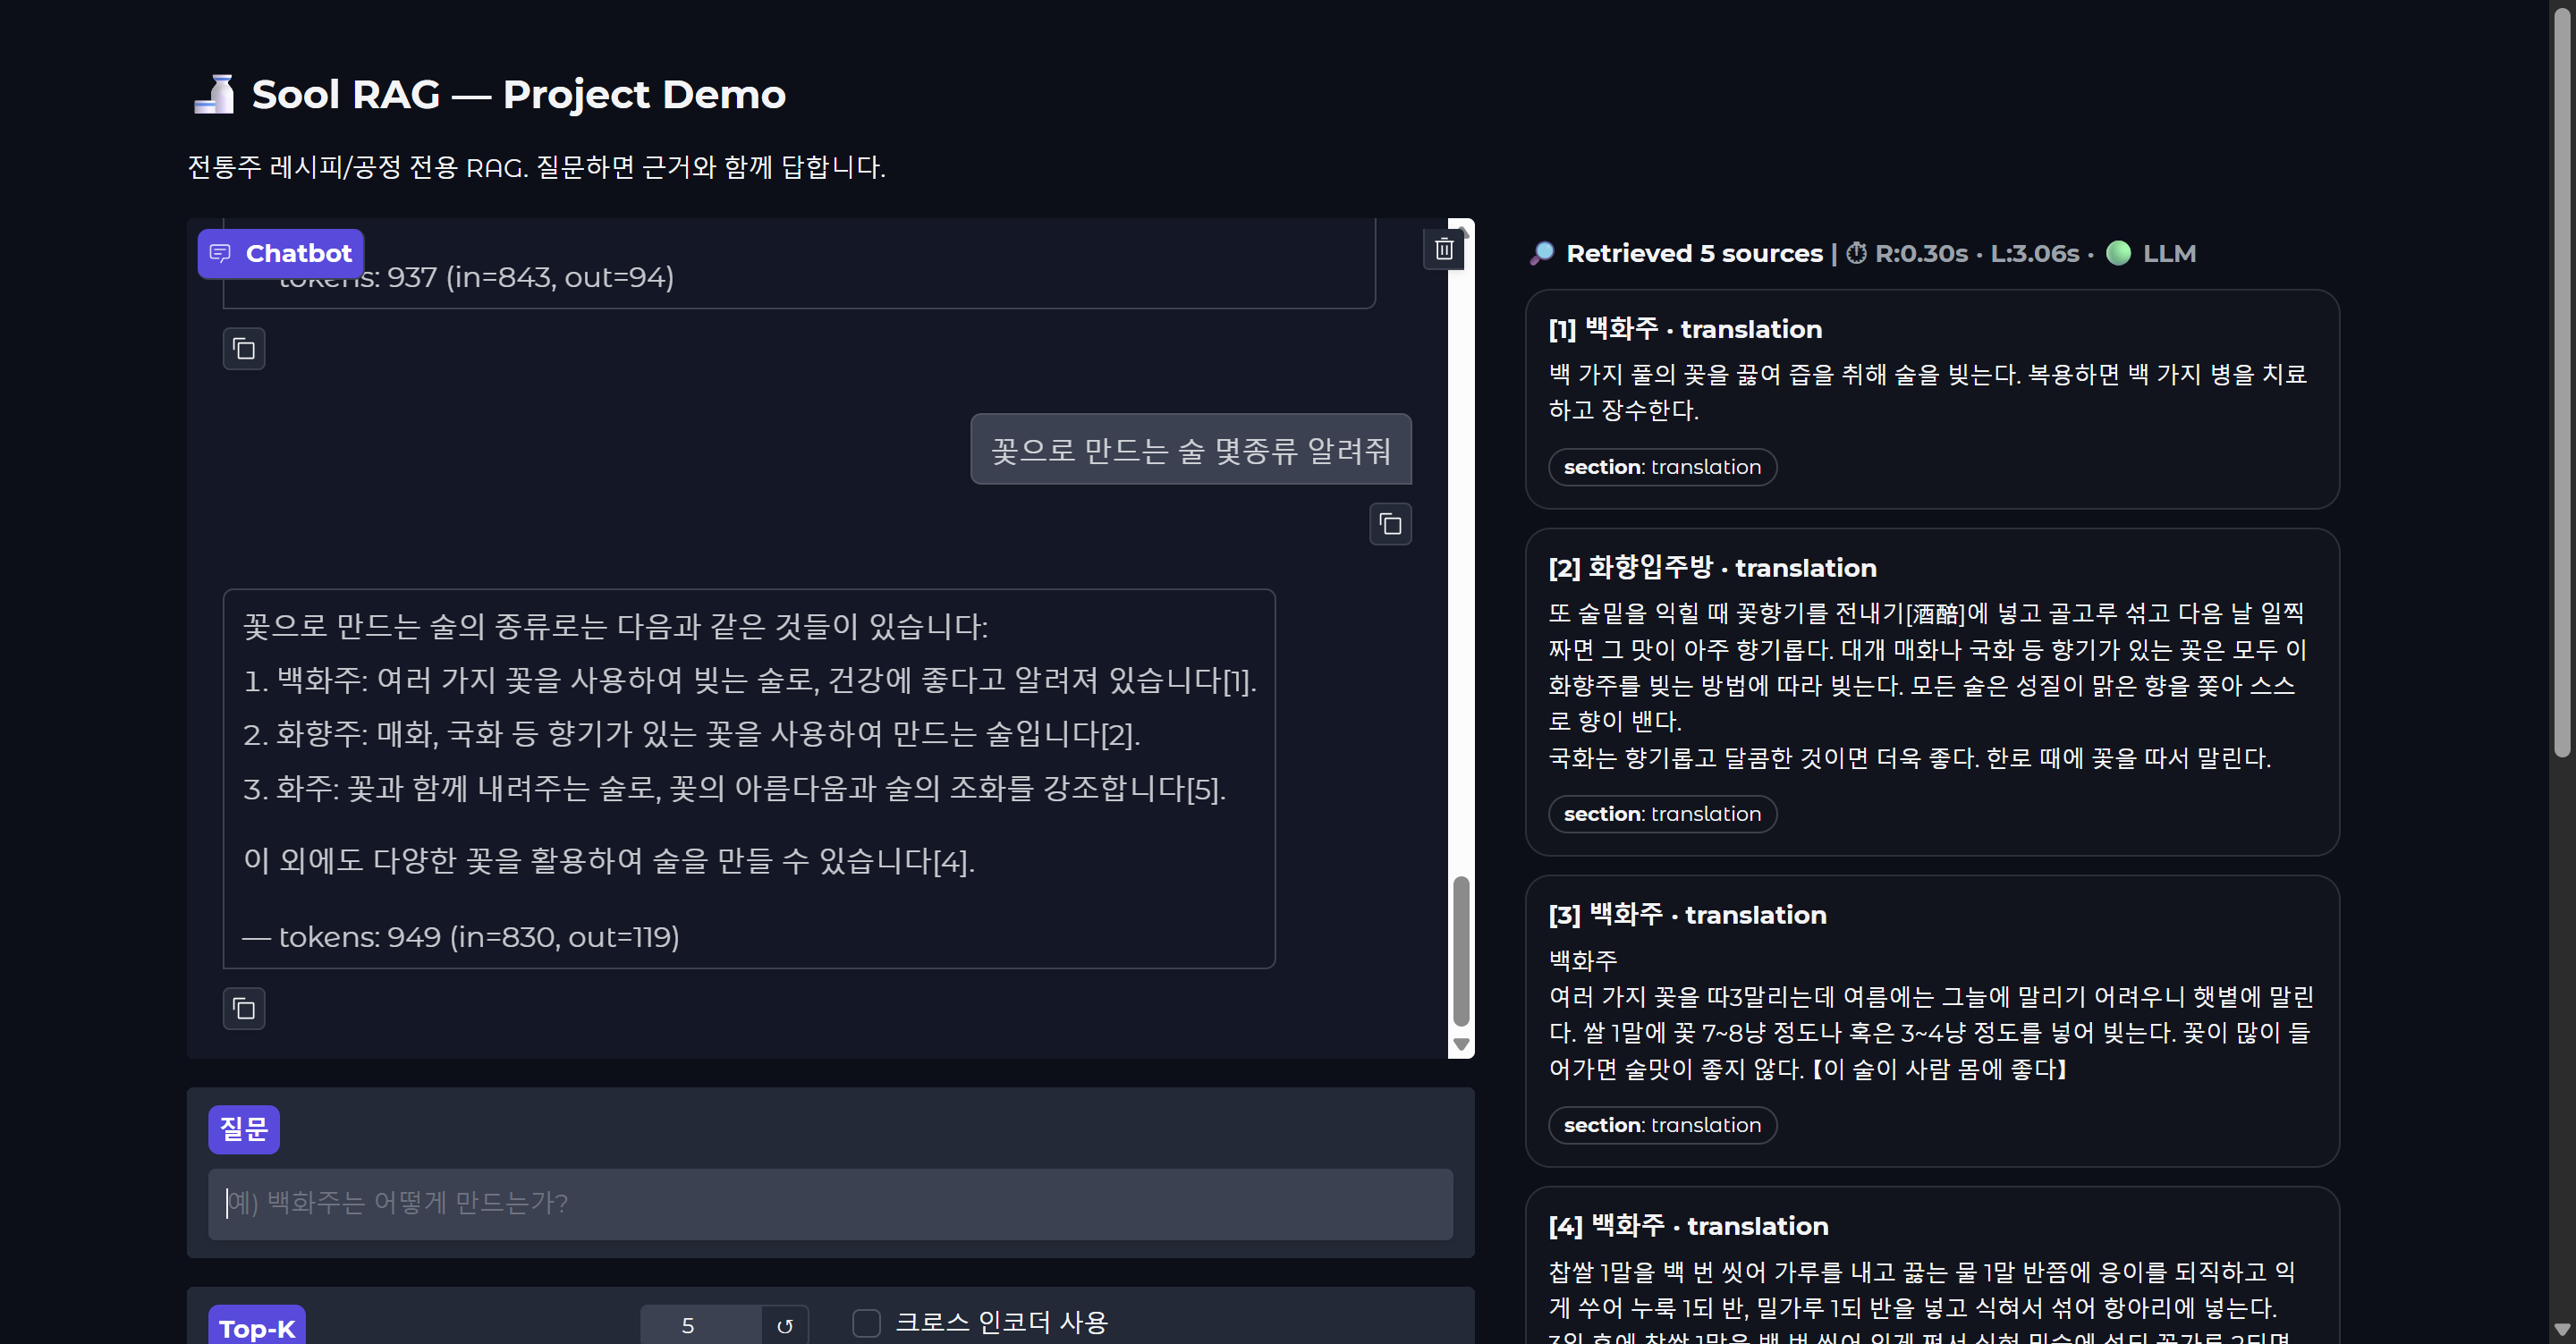 Sool RAG — Project Demo
전통주 레시피/공정 전용 RAG. 질문하면 근거와 함께 답합니다.
Chatbot
tokens: 937 (in=843, out=94)
꽃으로 만드는 술 몇종류 알려줘
꽃으로 만드는 술의 종류로는 다음과 같은 것들이 있습니다:
1. 백화주: 여러 가지 꽃을 사용하여 빚는 술로, 건강에 좋다고 알려져 있습니다[1].
2. 화향주: 매화, 국화 등 향기가 있는 꽃을 사용하여 만드는 술입니다[2].
3. 화주: 꽃과 함께 내려주는 술로, 꽃의 아름다움과 술의 조화를 강조합니다[5].
이 외에도 다양한 꽃을 활용하여 술을 만들 수 있습니다[4].
— tokens: 949 (in=830, out=119)
질문
예) 백화주는 어떻게 만드는가?
Top-K
5
크로스 인코더 사용
Retrieved 5 sources | ⏱ R:0.30s · L:3.06s · LLM
[1] 백화주 · translation
백 가지 풀의 꽃을 끓여 즙을 취해 술을 빚는다. 복용하면 백 가지 병을 치료
하고 장수한다.
section: translation
[2] 화향입주방 · translation
또 술밑을 익힐 때 꽃향기를 전내기[酒醅]에 넣고 골고루 섞고 다음 날 일찍
짜면 그 맛이 아주 향기롭다. 대개 매화나 국화 등 향기가 있는 꽃은 모두 이
화향주를 빚는 방법에 따라 빚는다. 모든 술은 성질이 맑은 향을 쫓아 스스
로 향이 밴다.
국화는 향기롭고 달콤한 것이면 더욱 좋다. 한로 때에 꽃을 따서 말린다.
section: translation
[3] 백화주 · translation
백화주
여러 가지 꽃을 따3말리는데 여름에는 그늘에 말리기 어려우니 햇볕에 말린
다. 쌀 1말에 꽃 7~8냥 정도나 혹은 3~4냥 정도를 넣어 빚는다. 꽃이 많이 들
어가면 술맛이 좋지 않다.【이 술이 사람 몸에 좋다】
section: translation
[4] 백화주 · translation
찹쌀 1말을 백 번 씻어 가루를 내고 끓는 물 1말 반쯤에 응이를 되직하고 익
게 쑤어 누룩 1되 반, 밀가루 1되 반을 넣고 식혀서 섞어 항아리에 넣는다.